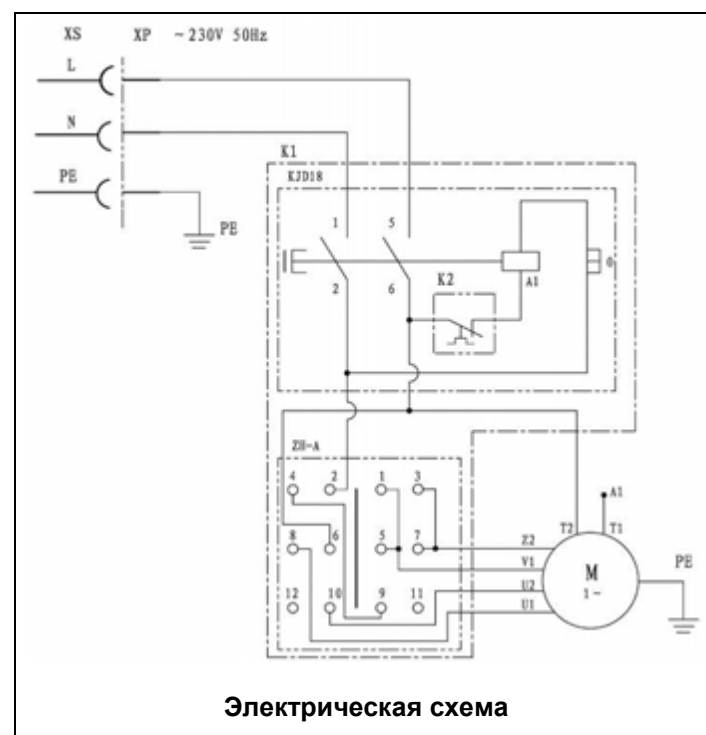 XS XP ~230V 50Hz
L
N
PE
PE
K1
KJD18
1 5
2 6
K2
A1
0
ZH-A
4 2 1 3
8 6 5 7
12 10 9 11
A1
T2 T1
Z2
V1
U2
U1
M
1~
PE
Электрическая схема